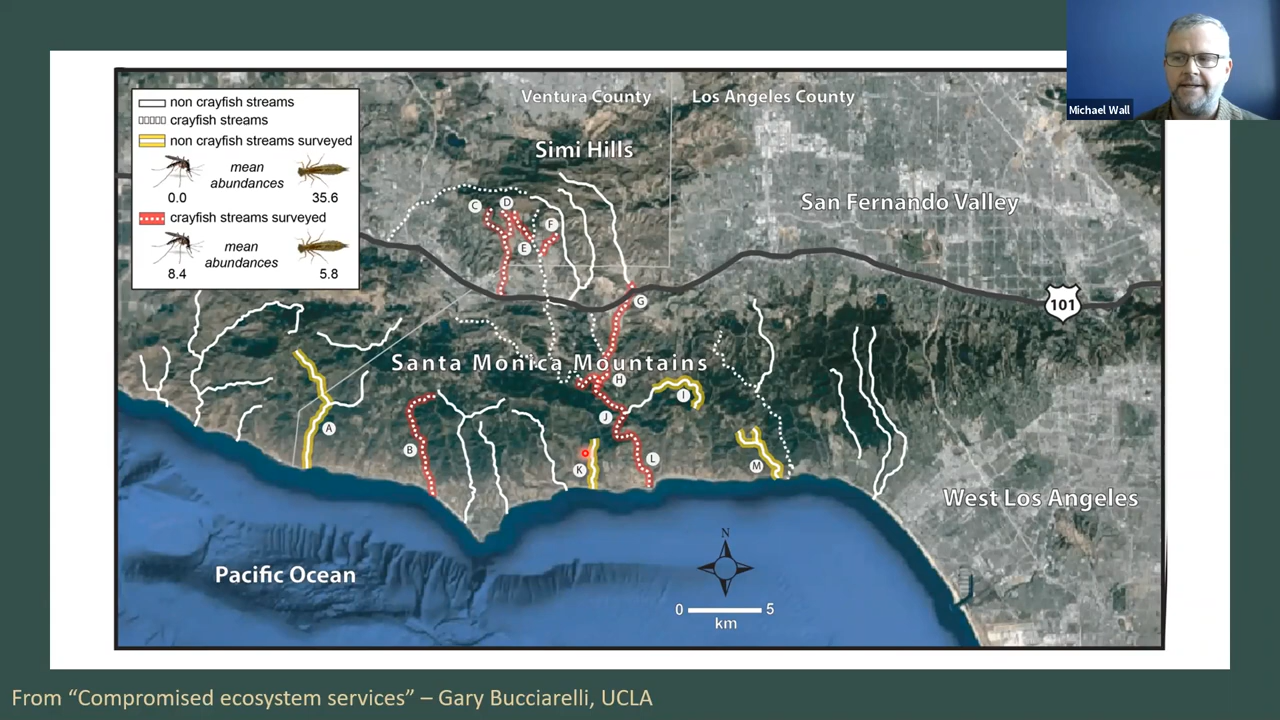 Michael Wall
Ventura County
Los Angeles County
non crayfish streams
crayfish streams
non crayfish streams surveyed
mean
abundances
0.0
35.6
crayfish streams surveyed
mean
abundances
8.4
5.8
Simi Hills
San Fernando Valley
C
D
F
E
G
101
Santa Monica Mountains
H
I
J
A
B
K
L
M
West Los Angeles
N
Pacific Ocean
0
5
km
From “Compromised ecosystem services” – Gary Bucciarelli, UCLA